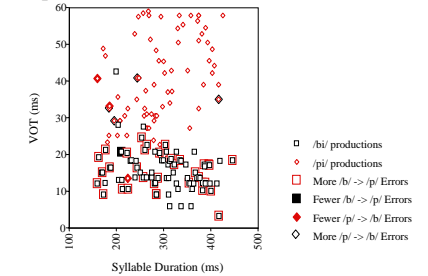 60
50
40
30
20
10
0
VOT (ms)
100
200
300
400
500
Syllable Duration (ms)
/bi/ productions
/pi/ productions
More /b/ -> /p/ Errors
Fewer /b/ -> /p/ Errors
Fewer /p/ -> /b/ Errors
More /p/ -> /b/ Errors